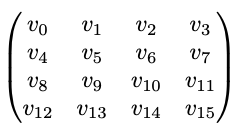 v₀ v₁ v₂ v₃
v₄ v₅ v₆ v₇
v₈ v₉ v₁₀ v₁₁
v₁₂ v₁₃ v₁₄ v₁₅